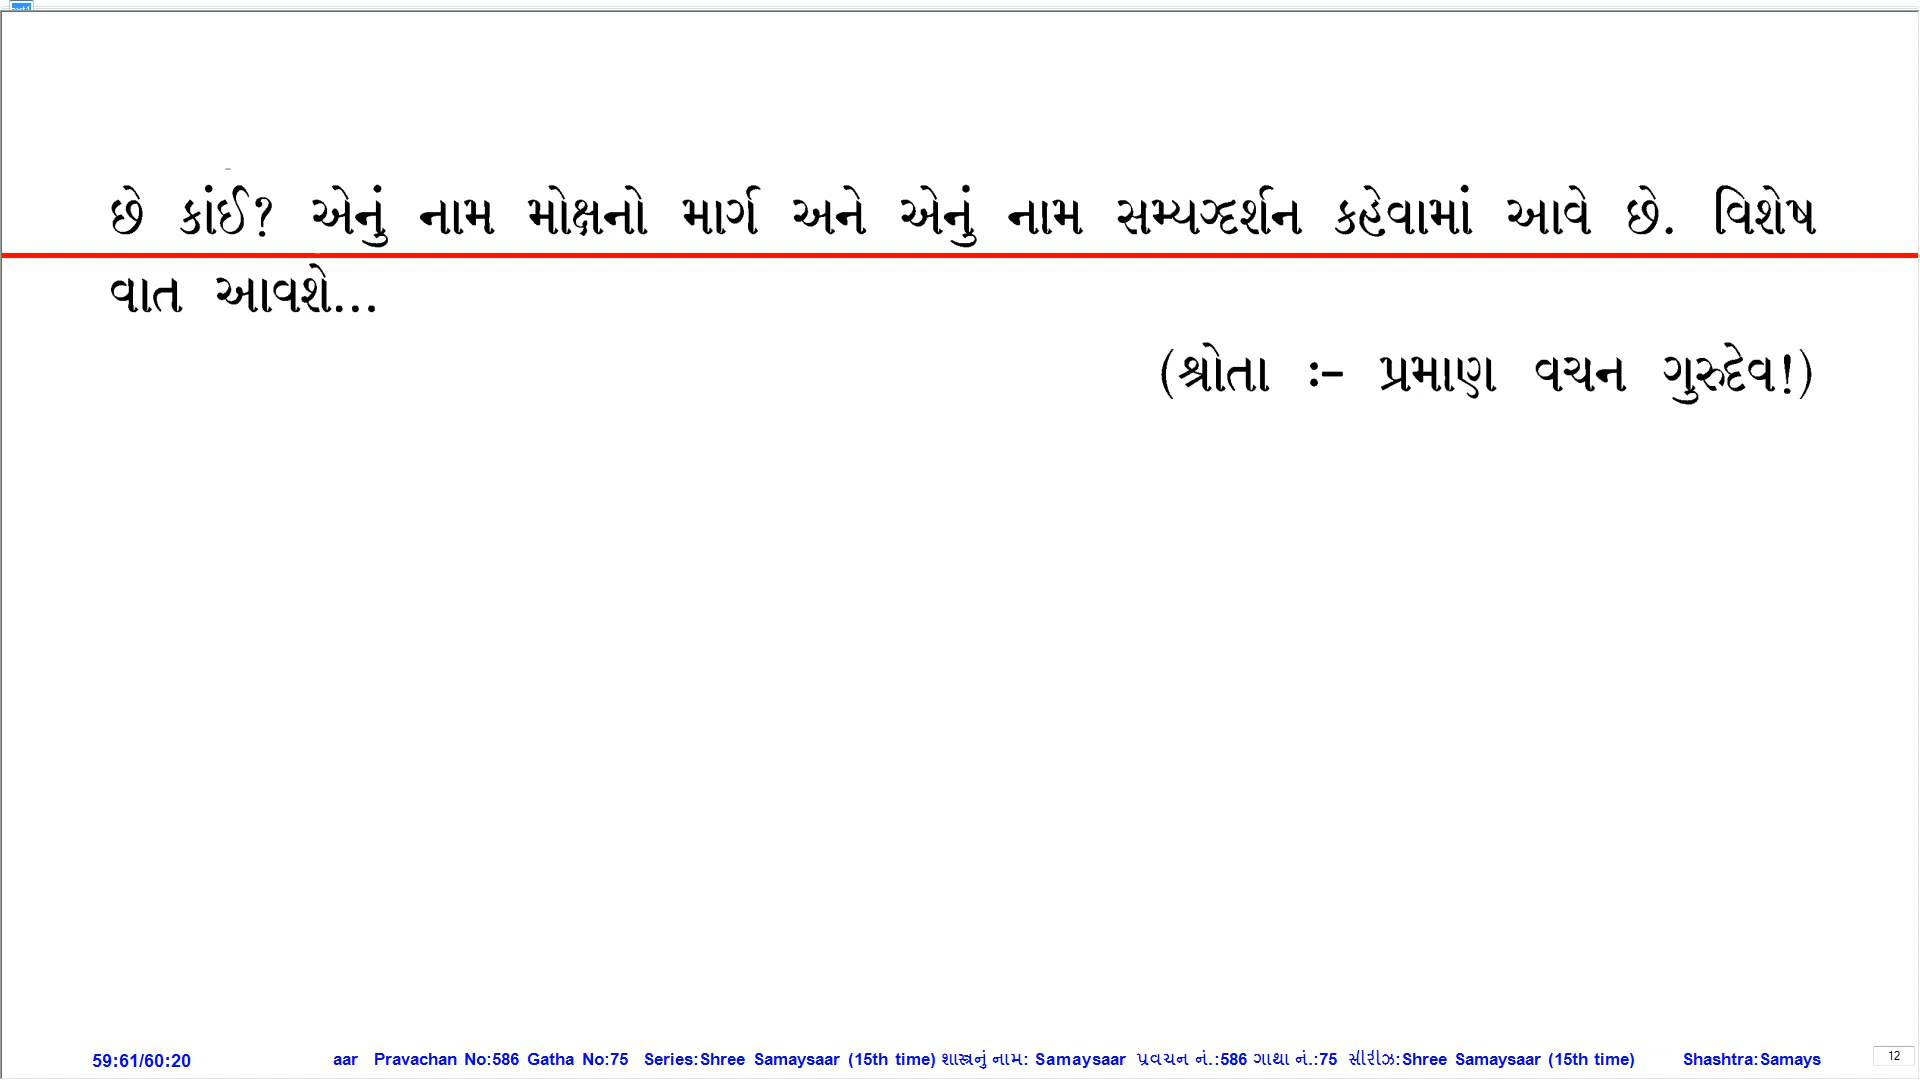 છે કાંઈ? એનું નામ મોક્ષનો માર્ગ અને એનું નામ સમ્યગ્દર્શન કહેવામાં આવે છે. વિશેષ
વાત આવશે...
(શ્રોતા :- પ્રમાણ વચન ગુરુદેવ!)
59:61/60:20 aar Pravachan No:586 Gatha No:75 Series:Shree Samaysaar (15th time) શાસ્ત્રનું નામ: Samaysaar પ્રવચન નં.:586 ગાથા નં.:75 સીરીઝ:Shree Samaysaar (15th time) Shashtra:Samays 12